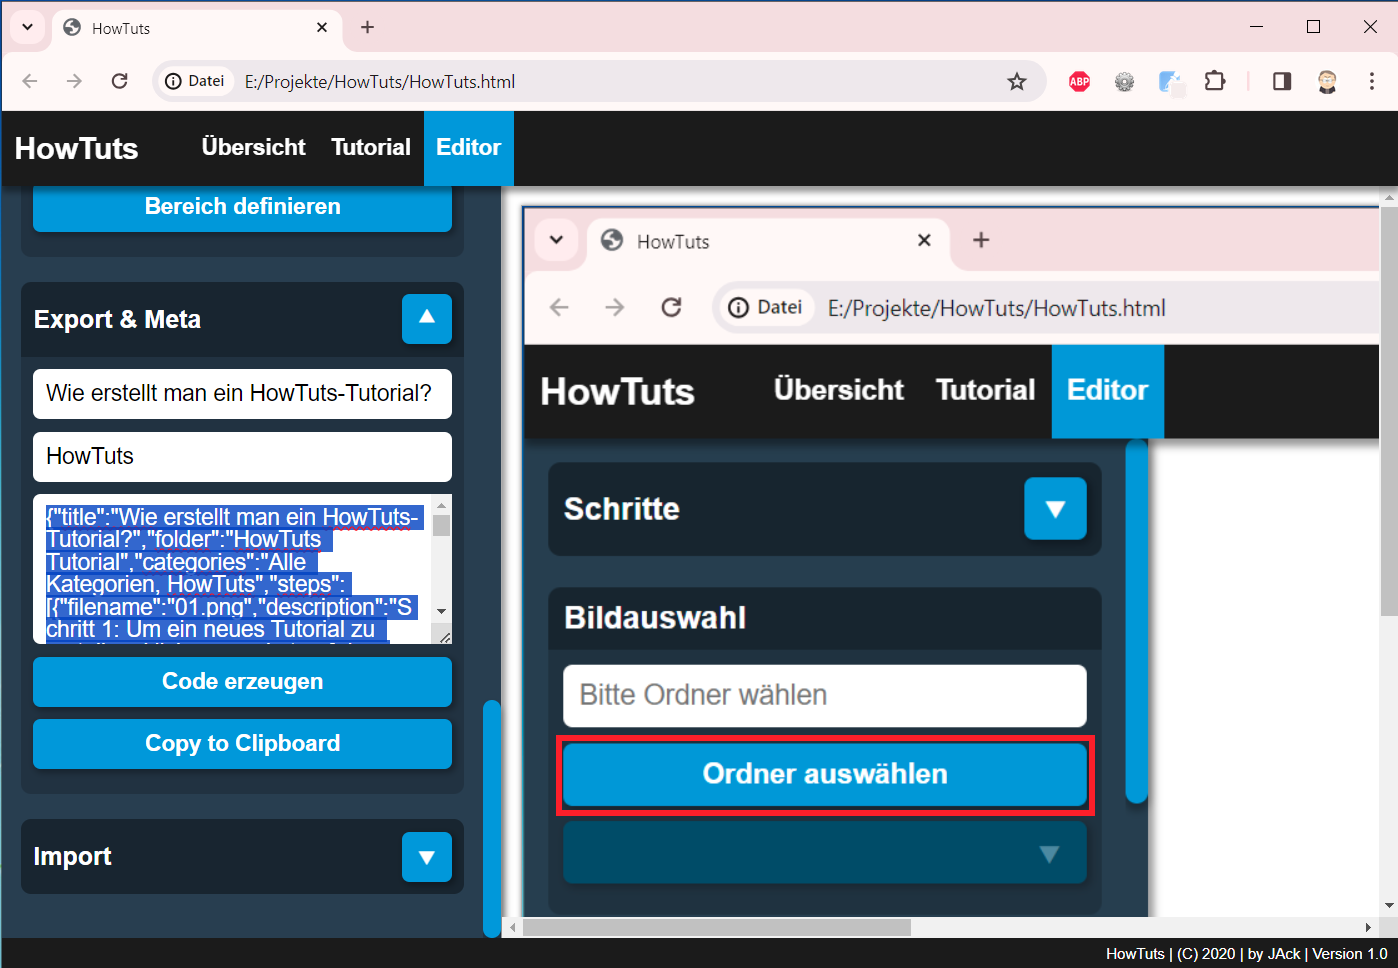 HowTuts
Datei E:/Projekte/HowTuts/HowTuts.html
ABP
HowTuts Übersicht Tutorial Editor
Bereich definieren
Export & Meta
Wie erstellt man ein HowTuts-Tutorial?
HowTuts
{"title":"Wie erstellt man ein HowTuts-
Tutorial?","folder":"HowTuts
Tutorial","categories":"Alle
Kategorien, HowTuts","steps":
[{"filename":"01.png","description":"S
chritt 1: Um ein neues Tutorial zu
Code erzeugen
Copy to Clipboard
Import
HowTuts
Datei E:/Projekte/HowTuts/HowTuts.html
HowTuts Übersicht Tutorial Editor
Schritte
Bildauswahl
Bitte Ordner wählen
Ordner auswählen
HowTuts | (C) 2020 | by JAck | Version 1.0